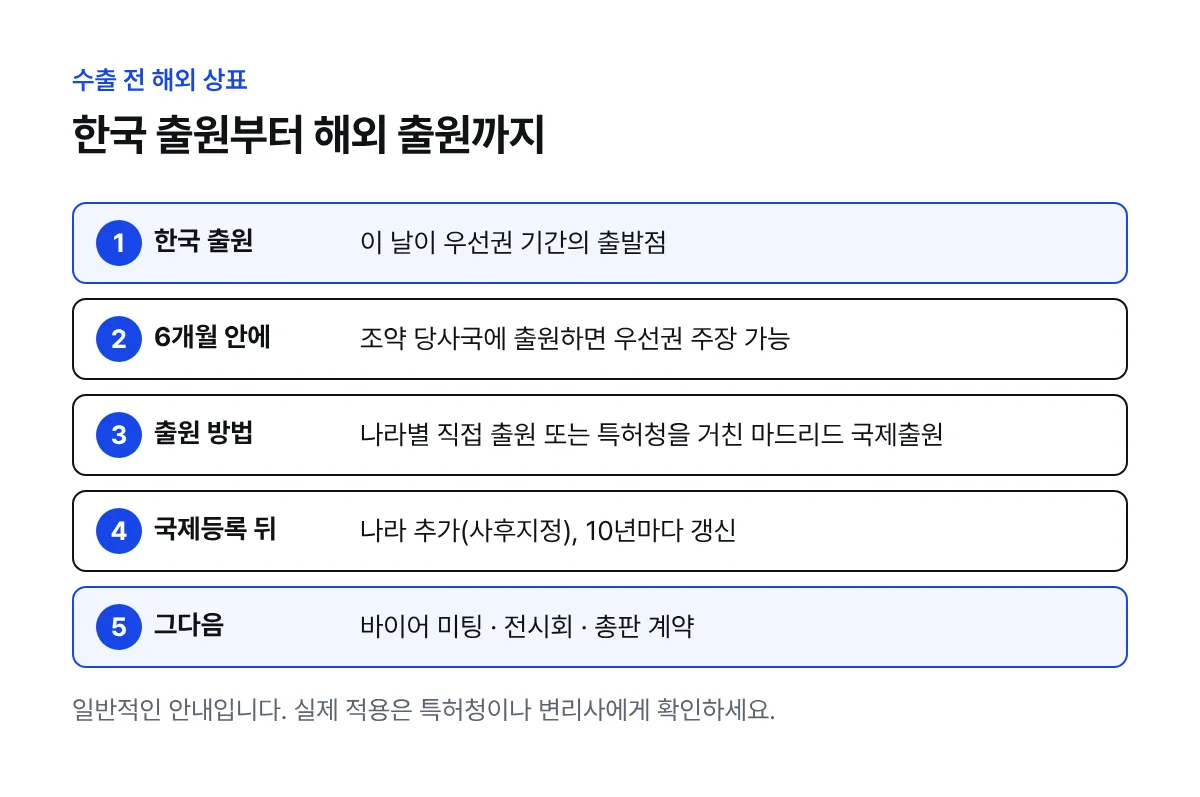 수출 전 해외 상표
한국 출원부터 해외 출원까지
1 한국 출원 이 날이 우선권 기간의 출발점
2 6개월 안에 조약 당사국에 출원하면 우선권 주장 가능
3 출원 방법 나라별 직접 출원 또는 특허청을 거친 마드리드 국제출원
4 국제등록 뒤 나라 추가(사후지정), 10년마다 갱신
5 그다음 바이어 미팅 · 전시회 · 총판 계약
일반적인 안내입니다. 실제 적용은 특허청이나 변리사에게 확인하세요.